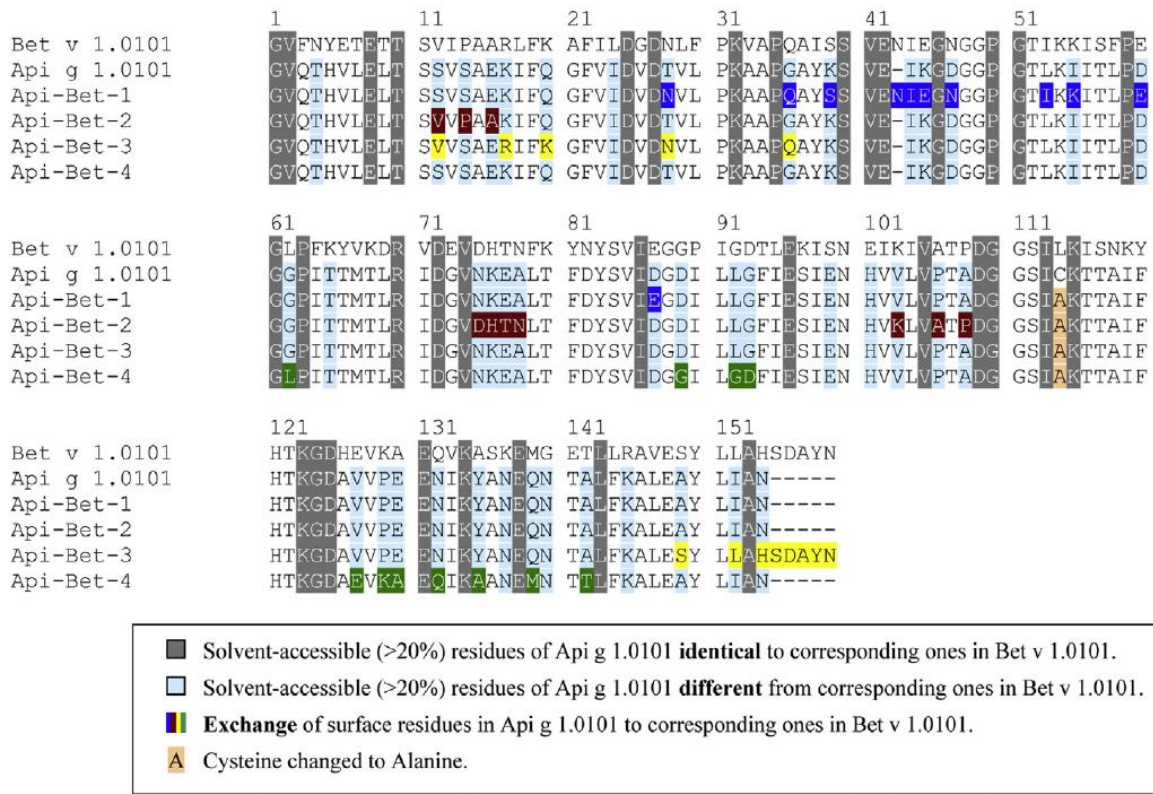 1 11 21 31 41 51
Bet v 1.0101 GVFNYETETT SVIPAARLFK AFILDGDNLF PKVAPQAISS VENIEGNGGP GTIKKISFPE
Api g 1.0101 GVQTHVLELT SSVSAEKIFQ GFVIDVDTVL PKAAPGAYKS VE-IKGDGGP GTLKIITLPD
Api-Bet-1 GVQTHVLELT SSVSAEKIFQ GFVIDVDNVL PKAAPQAYSS VENIEGNGGP GTIKKITLPE
Api-Bet-2 GVQTHVLELT SVVPAAKIFQ GFVIDVDTVL PKAAPGAYKS VE-IKGDGGP GTLKIITLPD
Api-Bet-3 GVQTHVLELT SVVSAERIFK GFVIDVDNVL PKAAPQAYKS VE-IKGDGGP GTLKIITLPD
Api-Bet-4 GVQTHVLELT SSVSAEKIFQ GFVIDVDTVL PKAAPGAYKS VE-IKGDGGP GTLKIITLPD
61 71 81 91 101 111
Bet v 1.0101 GLPFKYVKDR VDEVDHTNFK YNYSVIEGGP IGDTLEKISN EIKIVATPDG GSILKISNKY
Api g 1.0101 GGPITTMTLR IDGVNKEALT FDYSVIDGDI LLGFIESIEN HVVLVPTADG GSICKTTAIF
Api-Bet-1 GGPITTMTLR IDGVNKEALT FDYSVIEGDI LLGFIESIEN HVVLVPTADG GSIAKTTAIF
Api-Bet-2 GGPITTMTLR IDGVDHTNLT FDYSVIDGDI LLGFIESIEN HVKLVATPDG GSIAKTTAIF
Api-Bet-3 GGPITTMTLR IDGVNKEALT FDYSVIDGDI LLGFIESIEN HVVLVPTADG GSIAKTTAIF
Api-Bet-4 GLPITTMTLR IDGVNKEALT FDYSVIDGGI LGDFIESIEN HVVLVPTADG GSIAKTTAIF
121 131 141 151
Bet v 1.0101 HTKGDHEVKA EQVKASKEMG ETLLRAVESY LLAHSDAYN
Api g 1.0101 HTKGDAVVPE ENIKYANEQN TALFKALEAY LIAN-----
Api-Bet-1 HTKGDAVVPE ENIKYANEQN TALFKALEAY LIAN-----
Api-Bet-2 HTKGDAVVPE ENIKYANEQN TALFKALEAY LIAN-----
Api-Bet-3 HTKGDAVVPE ENIKYANEQN TALFKALESY LLAHSDAYN
Api-Bet-4 HTKGDAEVKA EQIKAANEMN TTLFKALEAY LIAN-----
Solvent-accessible (>20%) residues of Api g 1.0101 identical to corresponding ones in Bet v 1.0101.
Solvent-accessible (>20%) residues of Api g 1.0101 different from corresponding ones in Bet v 1.0101.
Exchange of surface residues in Api g 1.0101 to corresponding ones in Bet v 1.0101.
A Cysteine changed to Alanine.